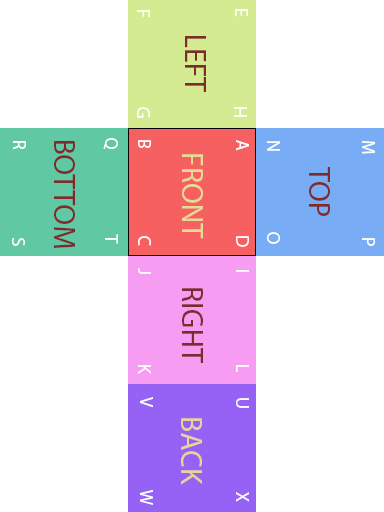 M P
TOP
N O
E H A D I L U X
LEFT FRONT RIGHT BACK
F G B C J K V W
Q T
BOTTOM
R S